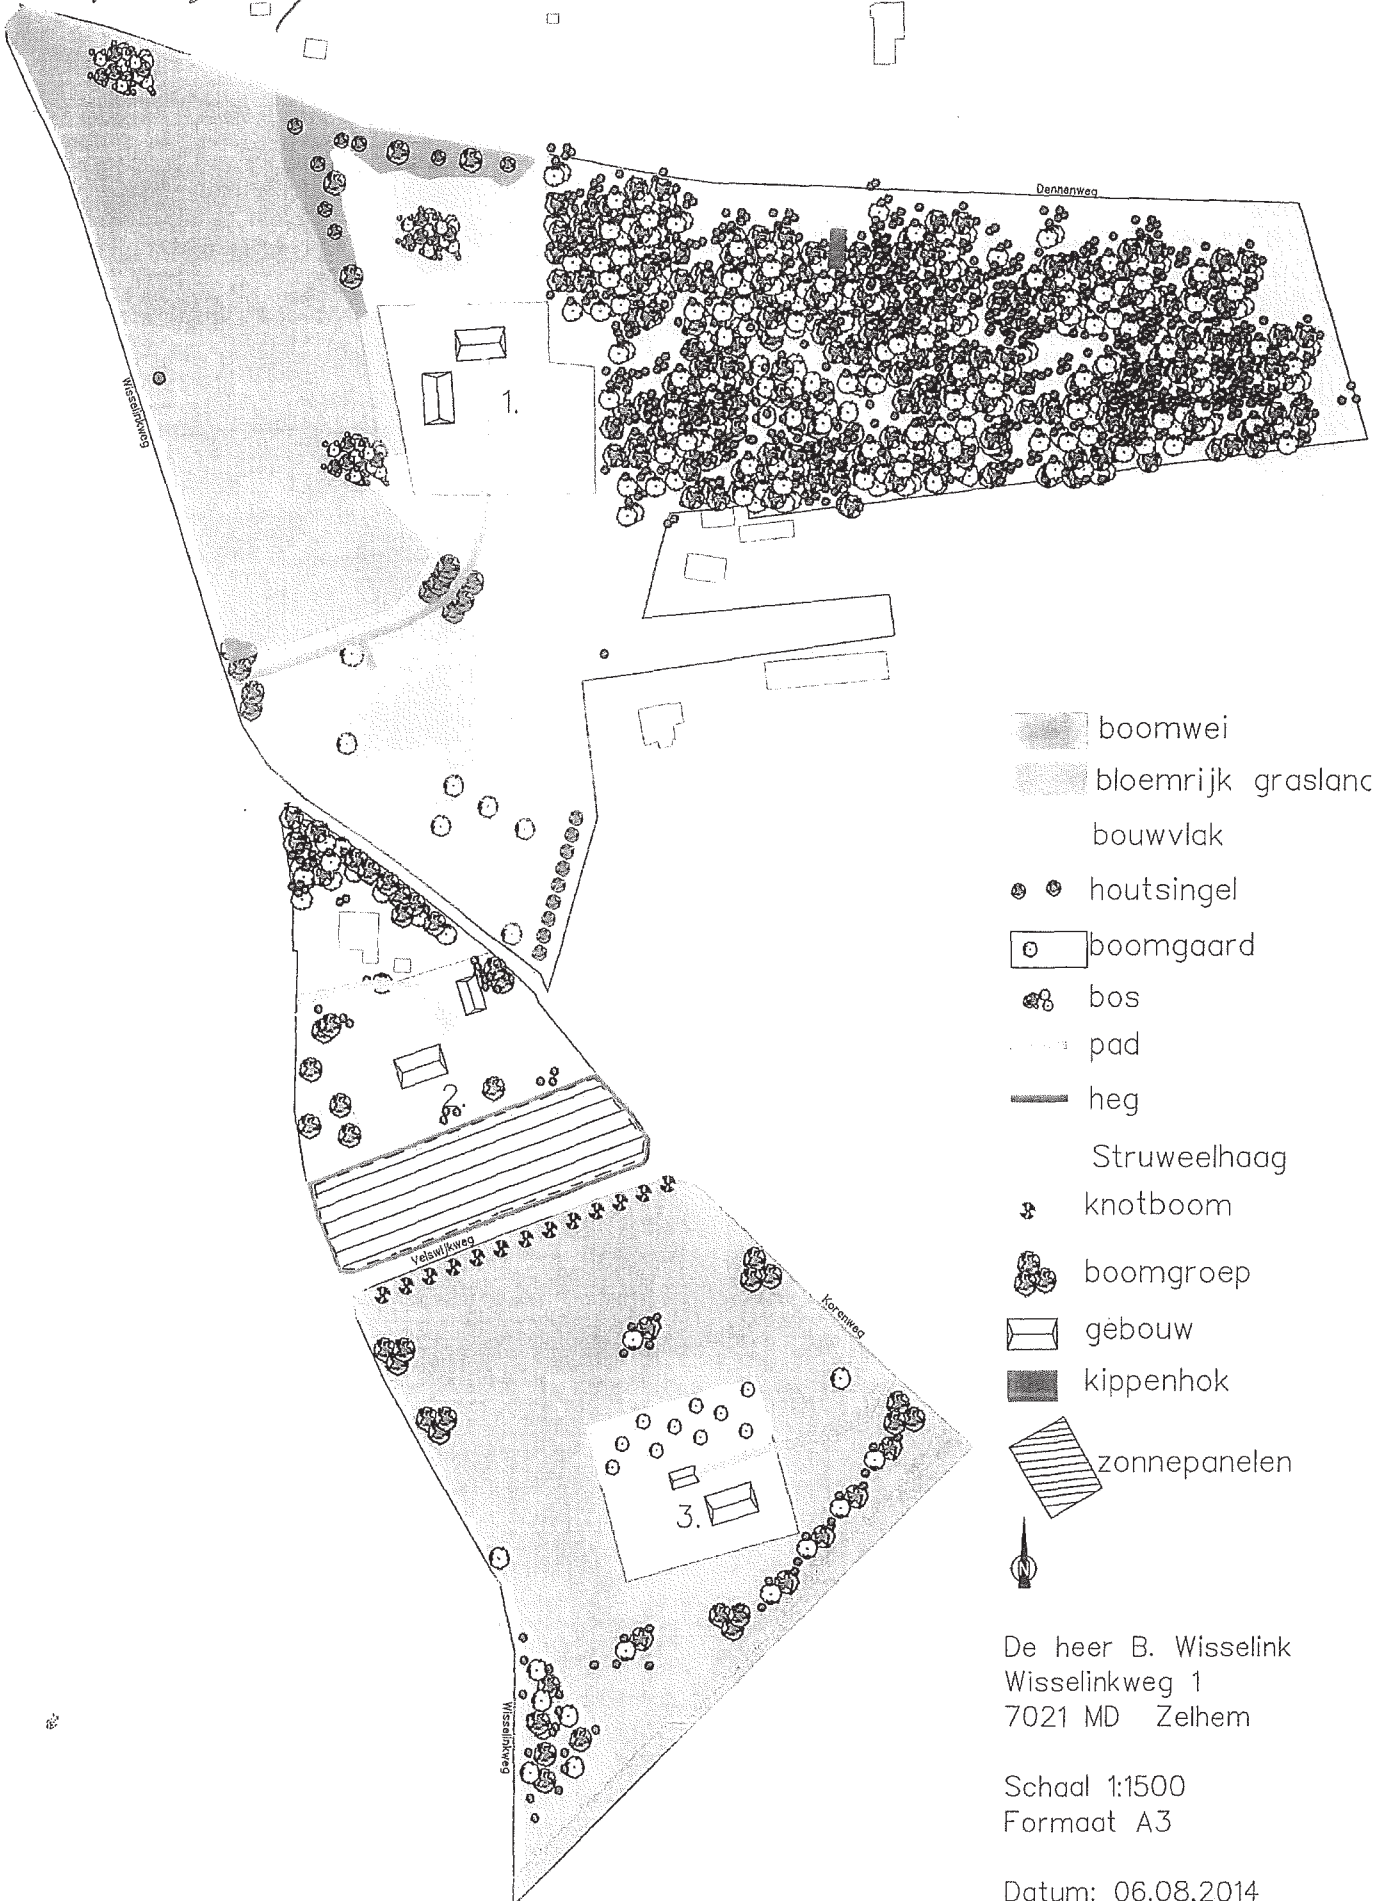 Dennenweg
Wisselinkweg
1.
boomwei
bloemrijk graslanc
bouwvlak
houtsingel
boomgaard
bos
pad
heg
Struweelhaag
knotboom
boomgroep
gebouw
kippenhok
zonnepanelen
2.
Velswijkweg
Korenweg
3.
Wisselinkweg
N
De heer B. Wisselink
Wisselinkweg 1
7021 MD Zelhem
Schaal 1:1500
Formaat A3
Datum: 06.08.2014